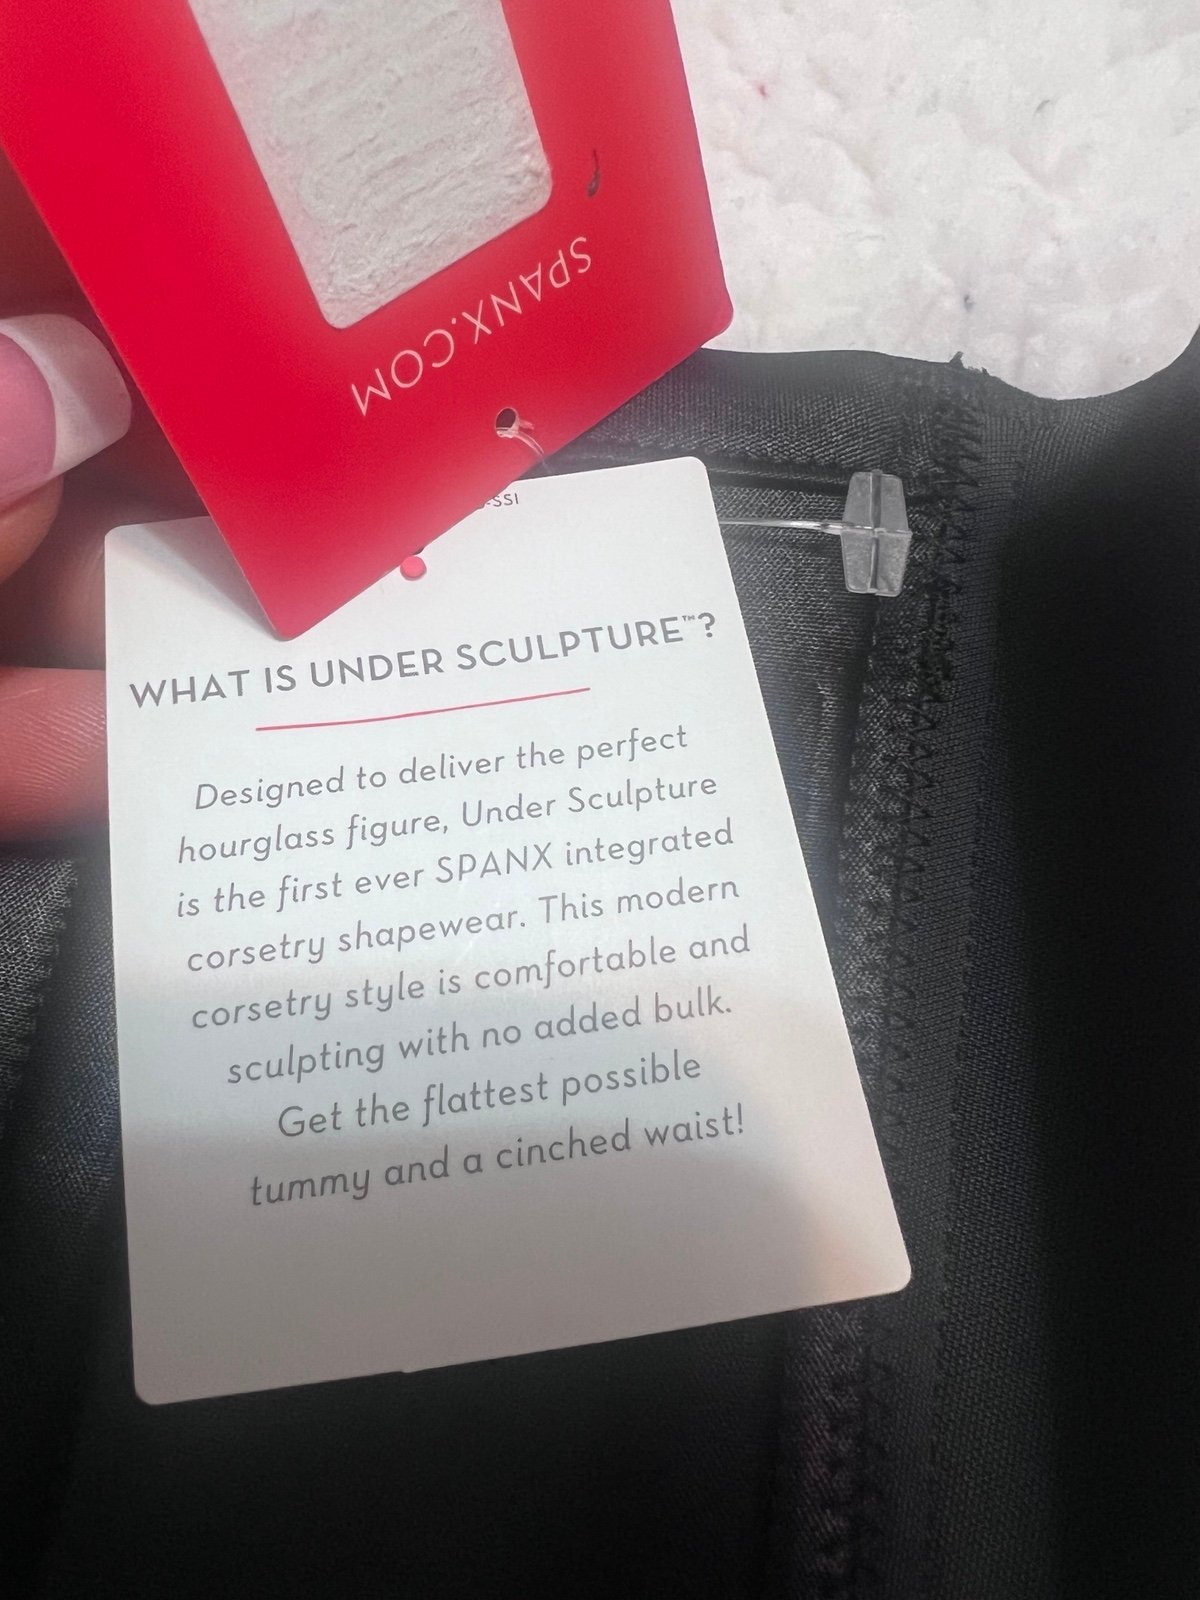 SPANX.COM
WHAT IS UNDER SCULPTURE™?
Designed to deliver the perfect
hourglass figure, Under Sculpture
is the first ever SPANX integrated
corsetry shapewear. This modern
corsetry style is comfortable and
sculpting with no added bulk.
Get the flattest possible
tummy and a cinched waist!